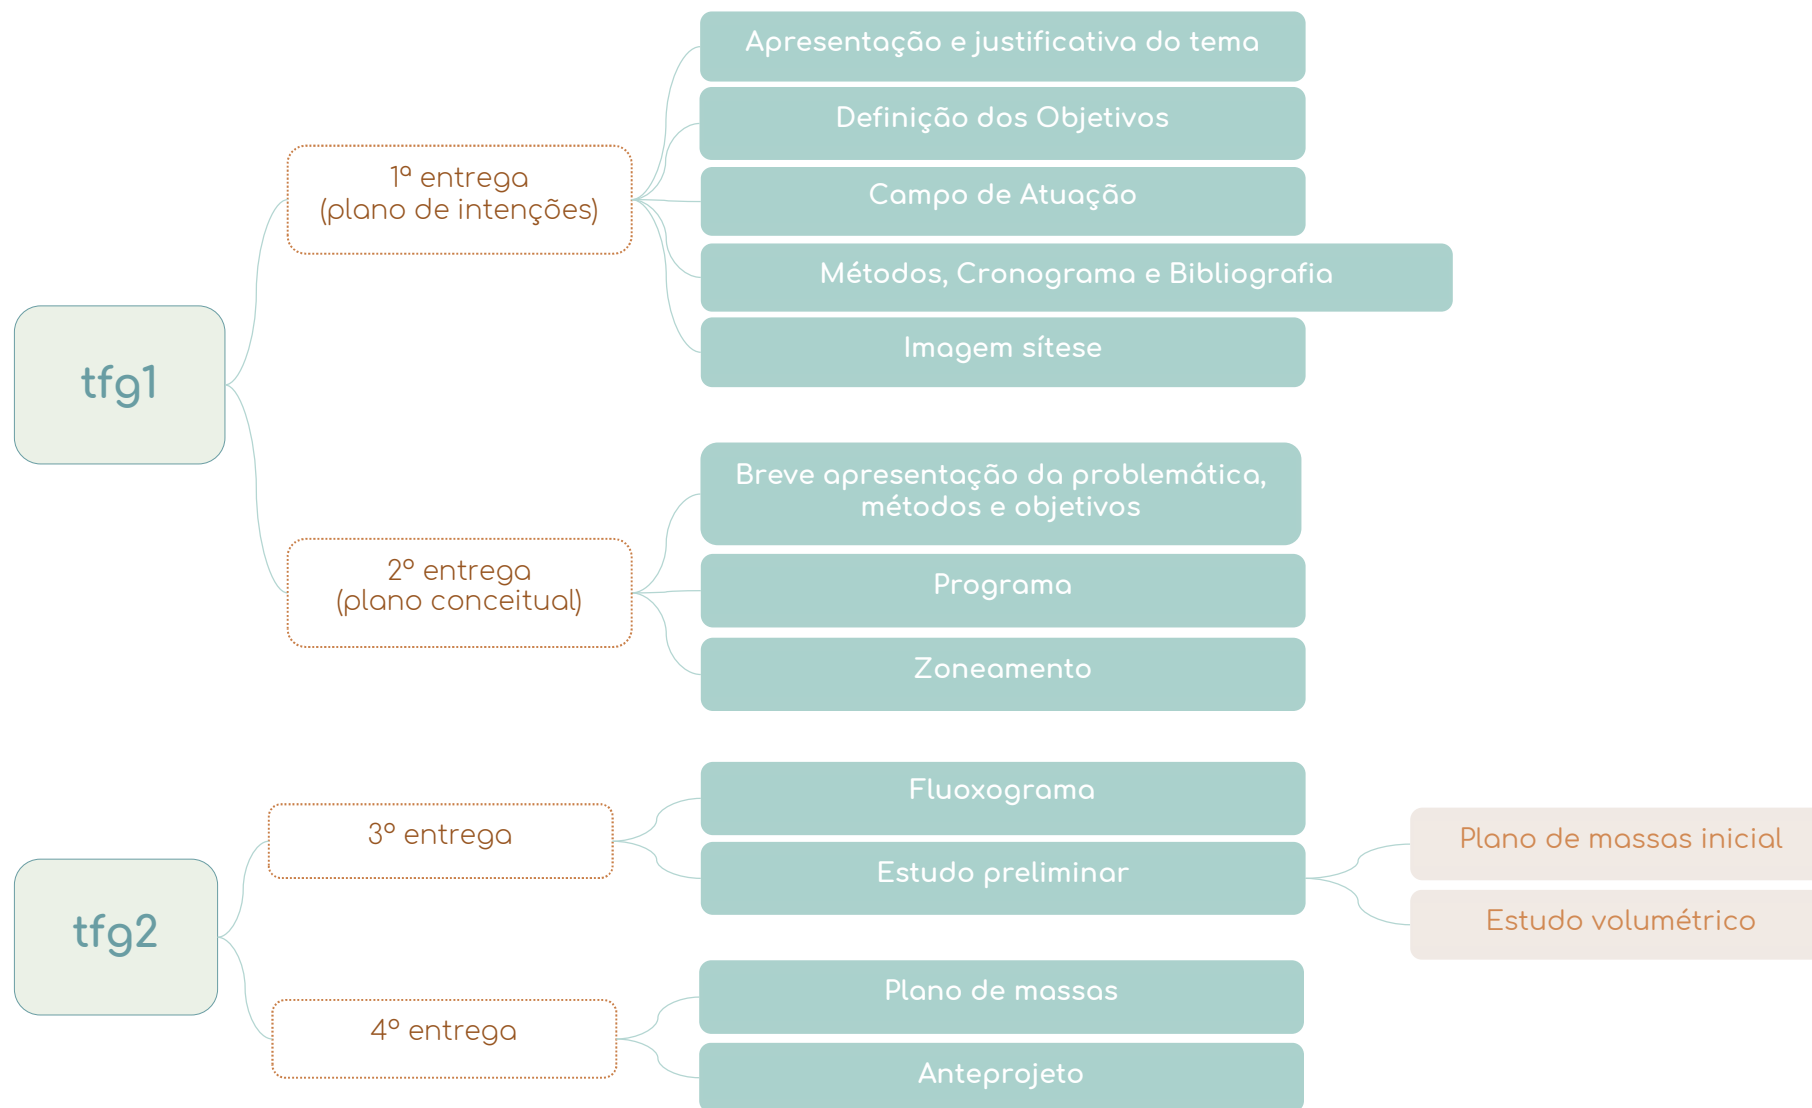 tfg1
1ª entrega
(plano de intenções)
Apresentação e justificativa do tema
Definição dos Objetivos
Campo de Atuação
Métodos, Cronograma e Bibliografia
Imagem sítese
2º entrega
(plano conceitual)
Breve apresentação da problemática,
métodos e objetivos
Programa
Zoneamento
tfg2
3º entrega
Fluoxograma
Estudo preliminar
Plano de massas inicial
Estudo volumétrico
4º entrega
Plano de massas
Anteprojeto